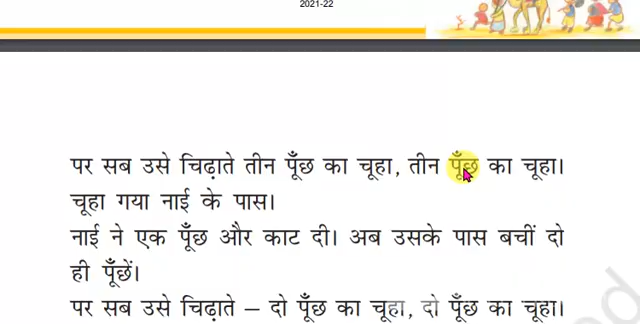 2021-22
पर सब उसे चिढ़ाते तीन पूँछ का चूहा, तीन पूँछ का चूहा।
चूहा गया नाई के पास।
नाई ने एक पूँछ और काट दी। अब उसके पास बचीं दो
ही पूँछें।
पर सब उसे चिढ़ाते – दो पूँछ का चूहा, दो पूँछ का चूहा।